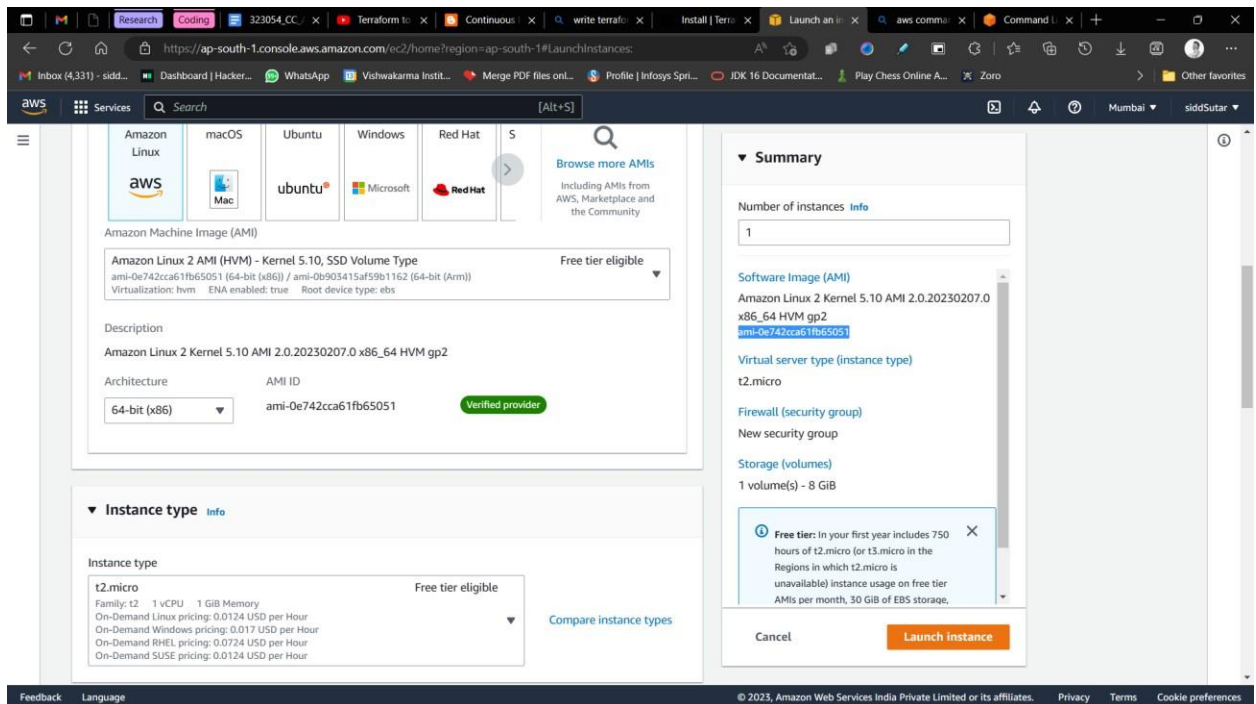 Research
Coding
323054_CC_/
Terraform to
Continuous
write terrafo
Install | Terra
Launch an in
aws comma
Command L
https://ap-south-1.console.aws.amazon.com/ec2/home?region=ap-south-1#LaunchInstances:
Inbox (4,331) - sidd...
Dashboard | Hacker...
WhatsApp
Vishwakarma Instit...
Merge PDF files onl...
Profile | Infosys Spri...
JDK 16 Documentat...
Play Chess Online A...
Zoro
Other favorites
aws
Services
Search
[Alt+S]
Mumbai
siddSutar
Amazon
Linux
aws
macOS
Mac
Ubuntu
ubuntu
Windows
Microsoft
Red Hat
Red Hat
S
Browse more AMIs
Including AMIs from
AWS, Marketplace and
the Community
Amazon Machine Image (AMI)
Amazon Linux 2 AMI (HVM) - Kernel 5.10, SSD Volume Type
Free tier eligible
ami-0e742cca61fb65051 (64-bit (x86)) / ami-0b903415af59b1162 (64-bit (Arm))
Virtualization: hvm ENA enabled: true Root device type: ebs
Description
Amazon Linux 2 Kernel 5.10 AMI 2.0.20230207.0 x86_64 HVM gp2
Architecture
AMI ID
64-bit (x86)
ami-0e742cca61fb65051
Verified provider
Instance type Info
Instance type
t2.micro
Free tier eligible
Family: t2 1 vCPU 1 GiB Memory
On-Demand Linux pricing: 0.0124 USD per Hour
On-Demand Windows pricing: 0.017 USD per Hour
On-Demand RHEL pricing: 0.0724 USD per Hour
On-Demand SUSE pricing: 0.0124 USD per Hour
Compare instance types
Summary
Number of instances Info
1
Software Image (AMI)
Amazon Linux 2 Kernel 5.10 AMI 2.0.20230207.0
x86_64 HVM gp2
ami-0e742cca61fb65051
Virtual server type (instance type)
t2.micro
Firewall (security group)
New security group
Storage (volumes)
1 volume(s) - 8 GiB
Free tier: In your first year includes 750
hours of t2.micro (or t3.micro in the
Regions in which t2.micro is
unavailable) instance usage on free tier
AMIs per month, 30 GiB of EBS storage,
Cancel
Launch instance
Feedback
Language
© 2023, Amazon Web Services India Private Limited or its affiliates.
Privacy
Terms
Cookie preferences